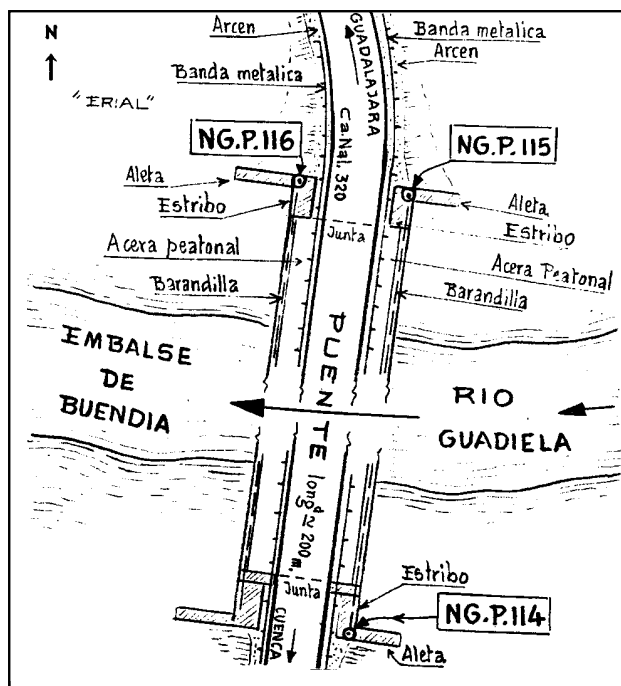 Arcen
Banda metalica
Arcen
N
Banda metalica
GUADALAJARA
"ERIAL"
Ca.Nal. 320
NG.P.116
NG.P.115
Aleta
Aleta
Estribo
Estribo
Junta
Acera peatonal
Acera Peatonal
Barandilla
Barandilla
EMBALSE
DE
BUENDIA
PUENTE
RIO
GUADIELA
longd ≃ 200 m.
Estribo
Junta
NG.P.114
CUENCA
Aleta